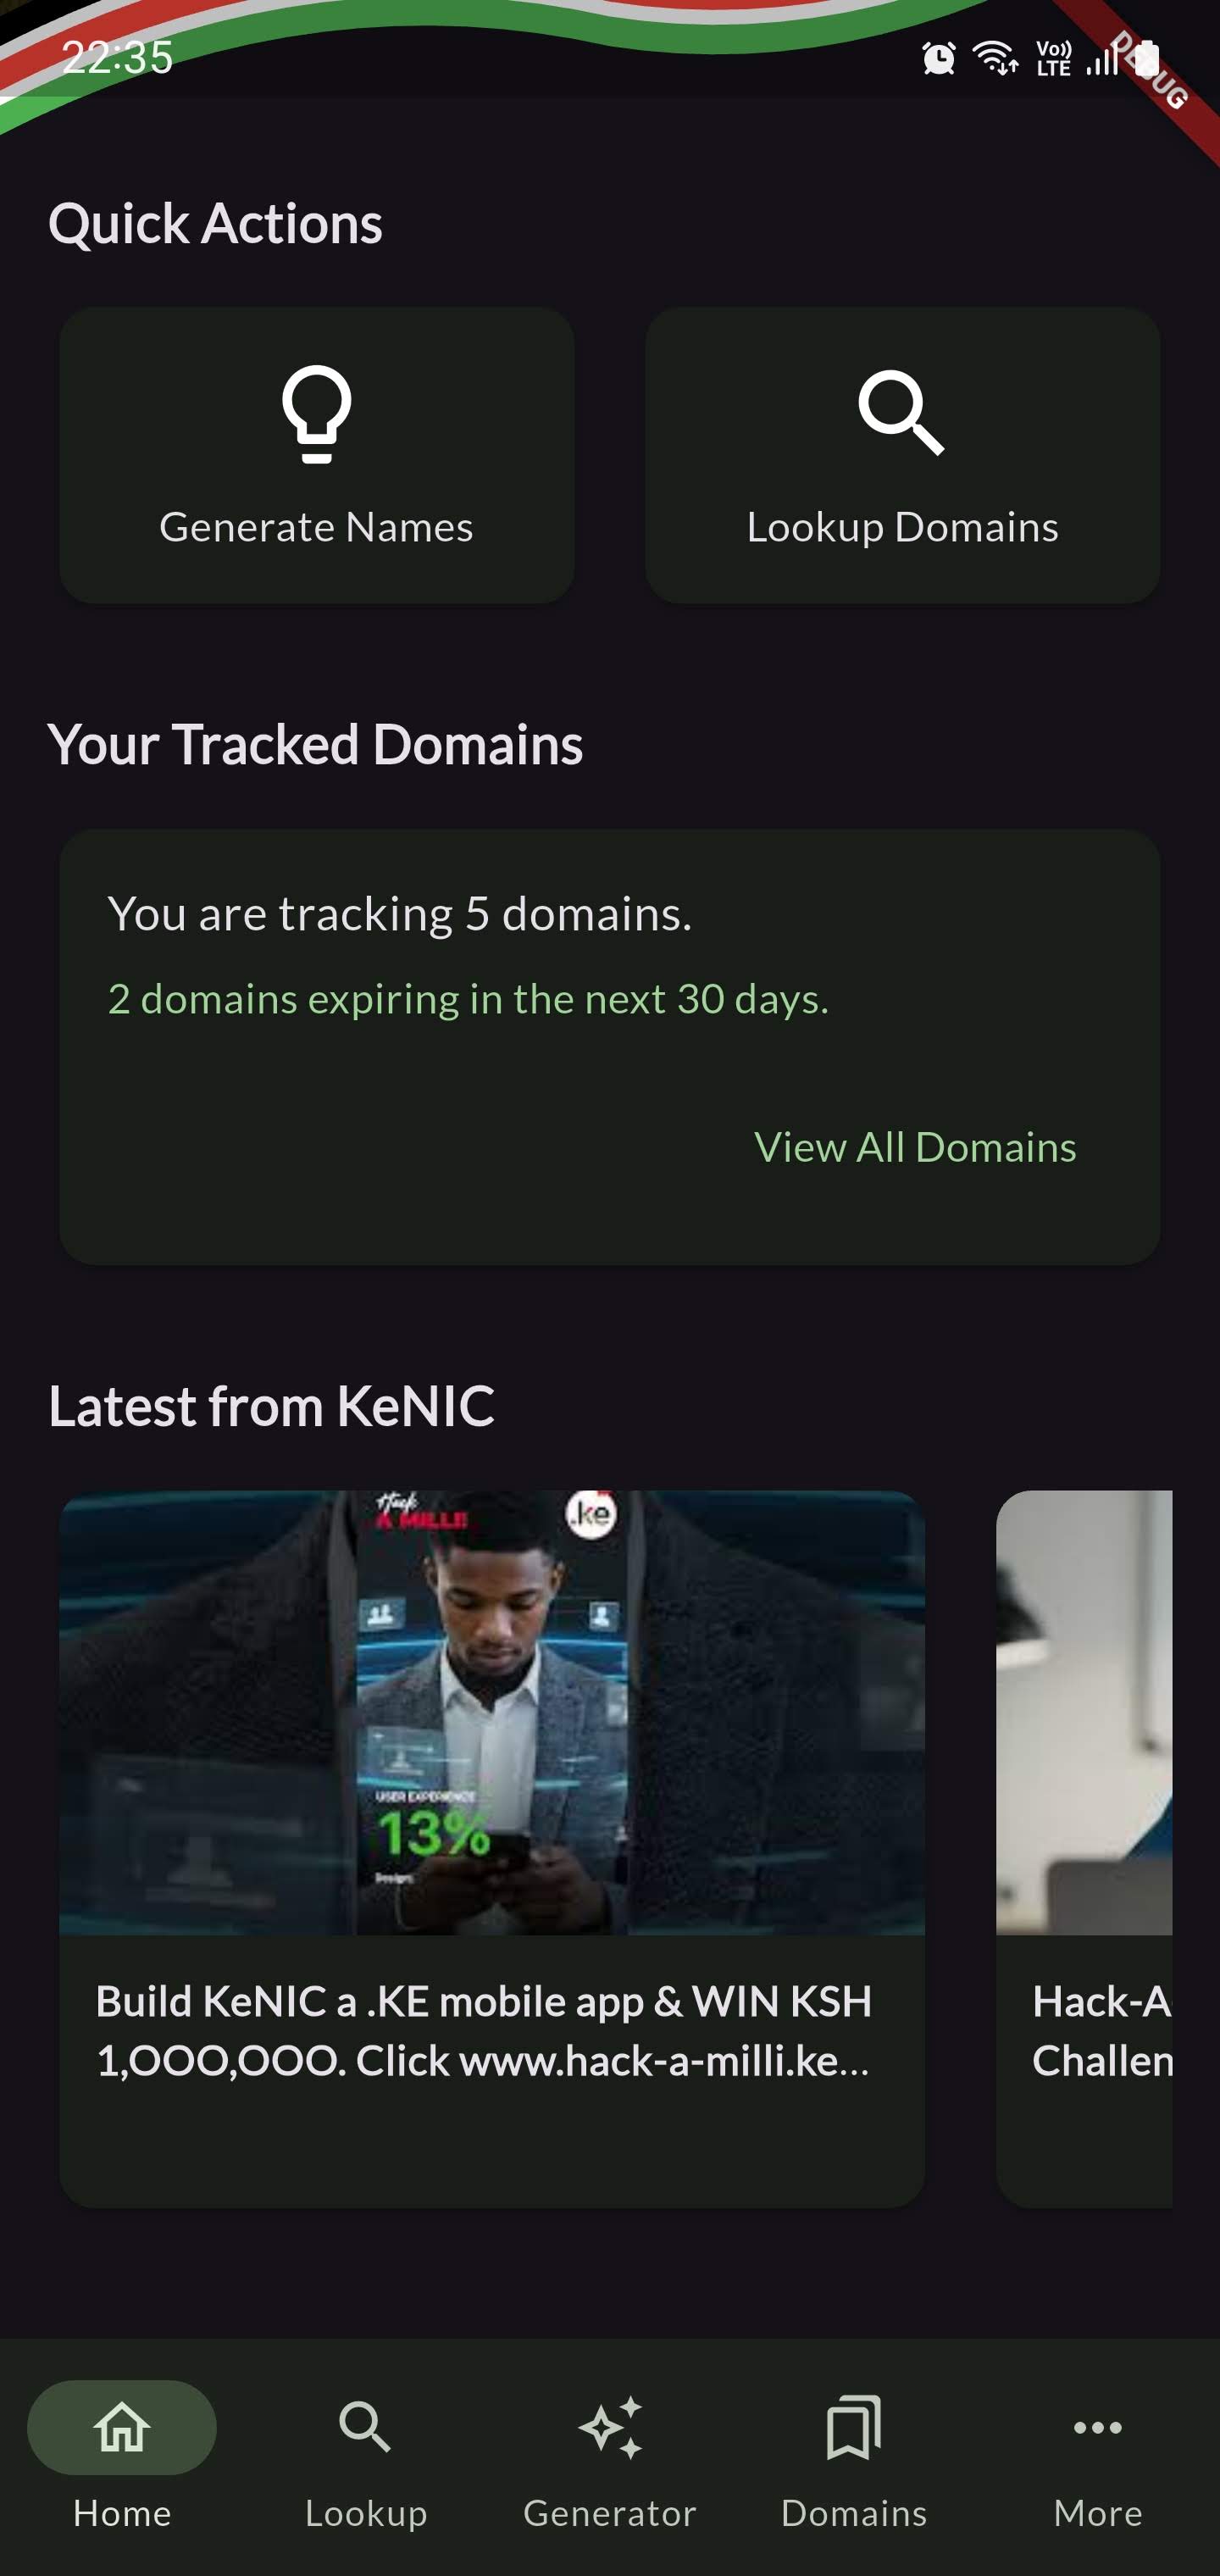 22:35
Vo)) LTE
DEBUG
Quick Actions
Generate Names
Lookup Domains
Your Tracked Domains
You are tracking 5 domains.
2 domains expiring in the next 30 days.
View All Domains
Latest from KeNIC
Hack
A MILLI
.ke
USER EXPERIENCE
13%
Design
Build KeNIC a .KE mobile app & WIN KSH
1,000,000. Click www.hack-a-milli.ke...
Hack-A
Challen
Home
Lookup
Generator
Domains
More